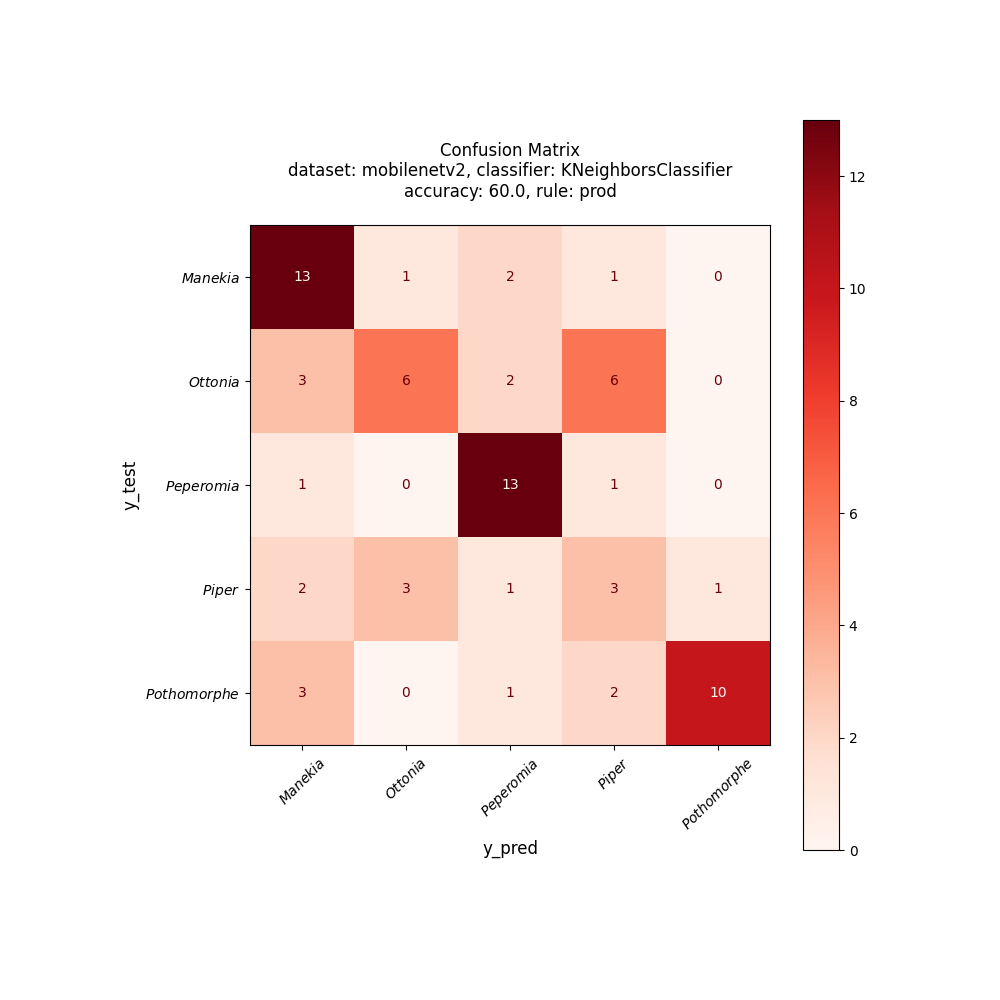 Confusion Matrix
dataset: mobilenetv2, classifier: KNeighborsClassifier
accuracy: 60.0, rule: prod
y_test
Manekia 13 1 2 1 0
Ottonia 3 6 2 6 0
Peperomia 1 0 13 1 0
Piper 2 3 1 3 1
Pothomorphe 3 0 1 2 10
Manekia Ottonia Peperomia Piper Pothomorphe
y_pred
12
10
8
6
4
2
0